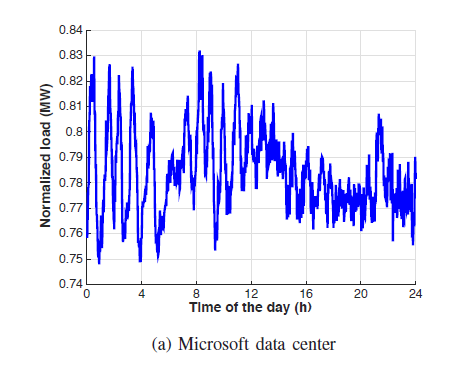 0.84
0.83
0.82
0.81
0.8
0.79
0.78
0.77
0.76
0.75
0.74
Normalized load (MW)
0 4 8 12 16 20 24
Time of the day (h)
(a) Microsoft data center